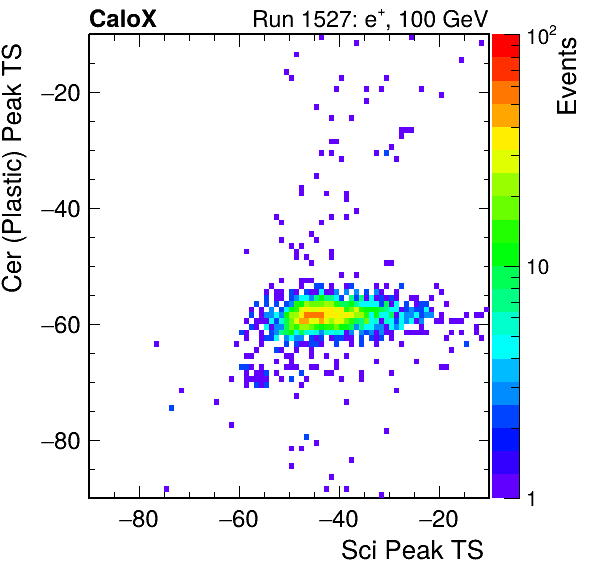 CaloX Run 1527: e⁺, 100 GeV
Cer (Plastic) Peak TS
−20
−40
−60
−80
−80 −60 −40 −20
Sci Peak TS
10²
10
1
Events